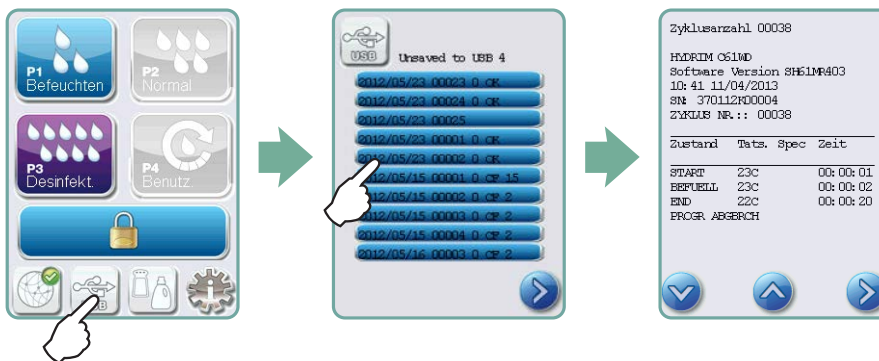 P1
Befeuchten
P2
Normal
P3
Desinfekt.
P4
Benutz.
USB
USB
Unsaved to USB 4
2012/05/23 00023 0 OK
2012/05/23 00024 0 OK
2012/05/23 00025
2012/05/23 00001 0 OK
2012/05/23 00002 0 OK
2012/05/15 00001 0 CF 15
2012/05/15 00002 0 CF 2
2012/05/15 00003 0 CF 2
2012/05/15 00004 0 CF 2
2012/05/16 00003 0 CF 2
Zyklusanzahl 00038
HYDRIM C61WD
Software Version SH61MR403
10:41 11/04/2013
SN: 370112K00004
ZYKLUS NR.:: 00038
Zustand Tats. Spec Zeit
START 23C 00:00:01
BEFUELL 23C 00:00:02
END 22C 00:00:20
PROGR ABGBRCH